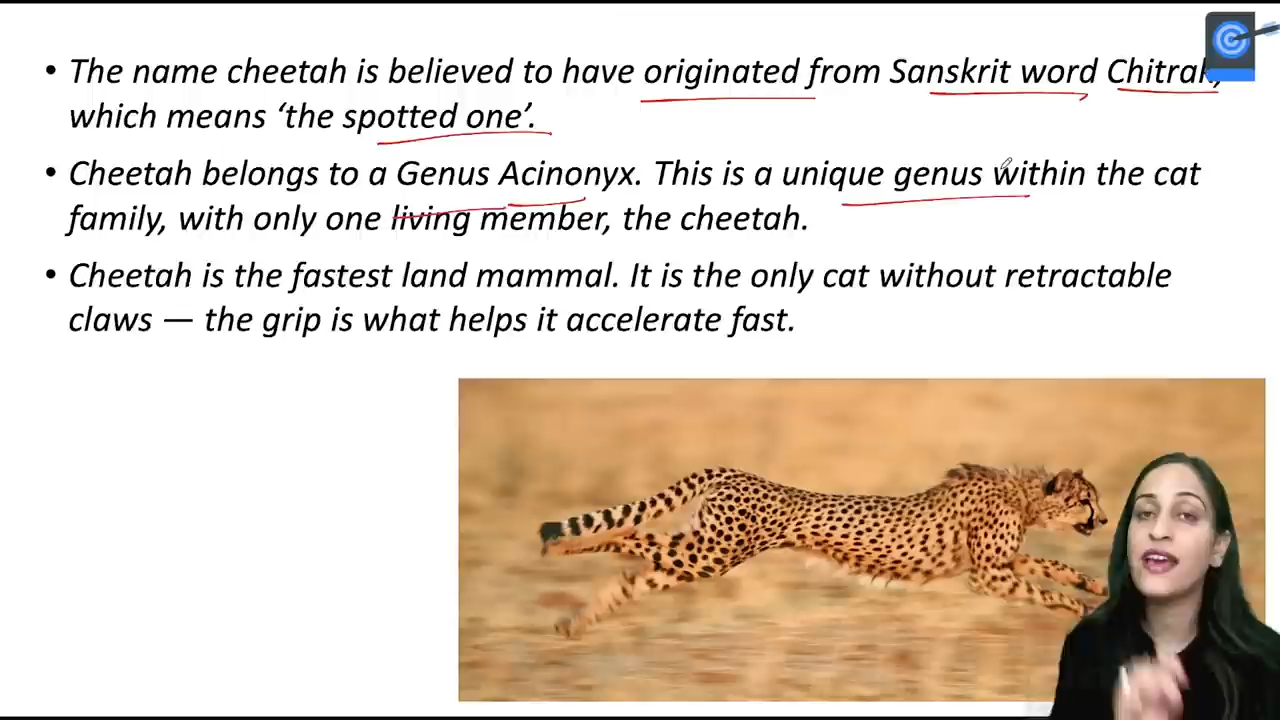 • The name cheetah is believed to have originated from Sanskrit word Chitrak,
which means ‘the spotted one’.
• Cheetah belongs to a Genus Acinonyx. This is a unique genus within the cat
family, with only one living member, the cheetah.
• Cheetah is the fastest land mammal. It is the only cat without retractable
claws — the grip is what helps it accelerate fast.